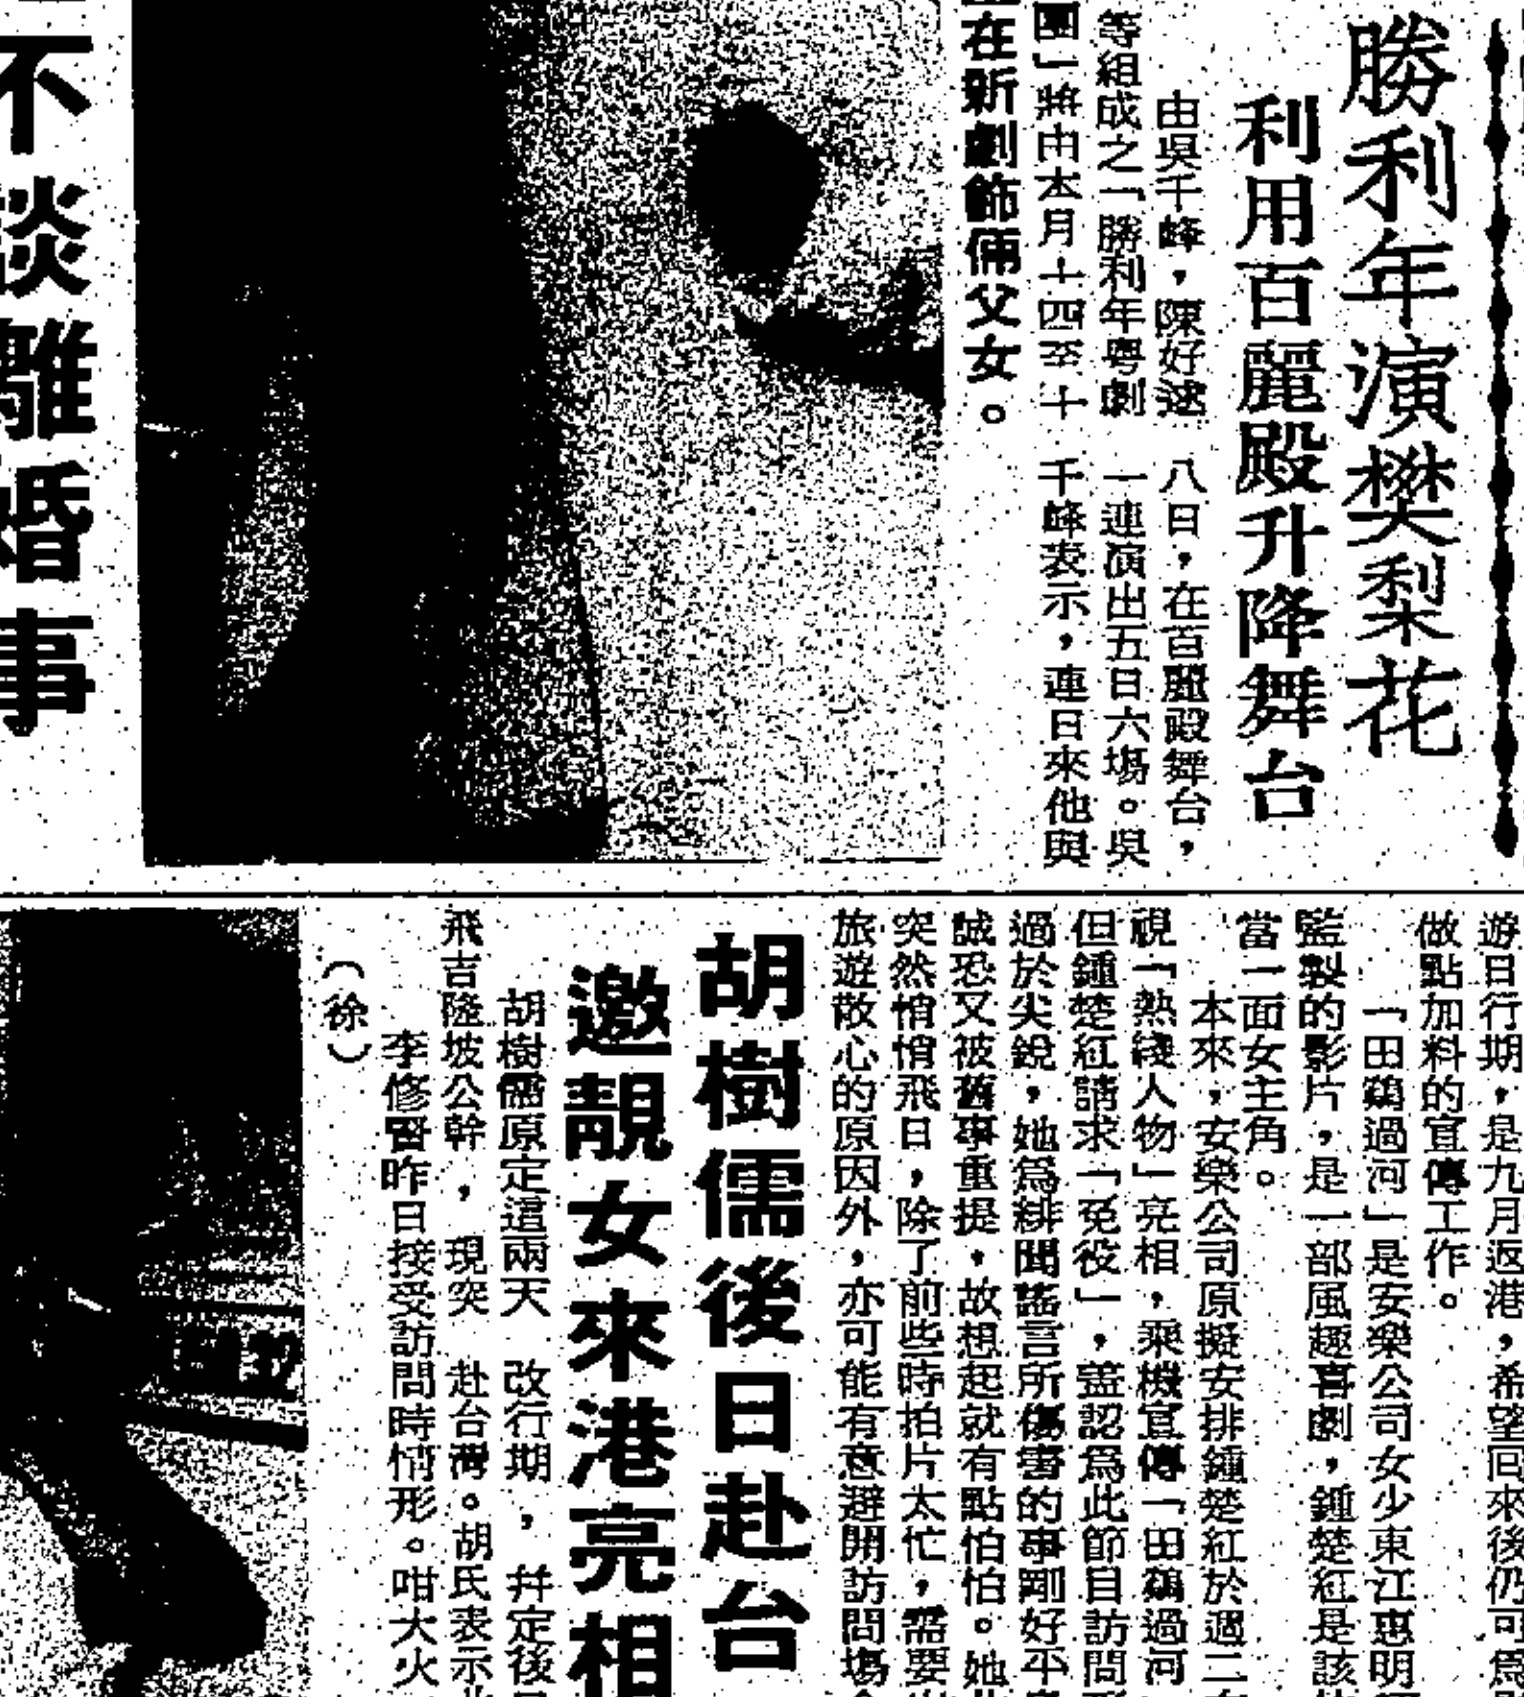 勝利年演樊梨花
利用百麗殿升降舞台
由吳千峰，陳好逑
等組成之「勝利年粵劇
團」將由本月十四至十
八日，在百麗殿舞台，
一連演出五日六場。吳
千峰表示，連日來他與
在新劇飾倆父女。
不談離婚事
遊日行期，是九月返港，希望回來後仍可爲
做點加料的宣傳工作。
「田鷄過河」是安樂公司女少東江惠明
監製的影片，是一部風趣喜劇，鍾楚紅是該
當一面女主角。
本來，安樂公司原擬安排鍾楚紅於週二
視「熱綫人物」亮相，乘機宣傳「田鷄過河
但鍾楚紅請求「免役」，蓋認爲此節目訪問
過於尖銳，她爲緋聞謠言所傷害的事剛好平
誠恐又被舊事重提，故想起就有點怕怕。她
突然悄悄飛日，除了前些時拍片太忙，需要
旅遊散心的原因外，亦可能有意避開訪問場
胡樹儒後日赴台
邀靚女來港亮相
胡樹儒原定這兩天
飛吉隆坡公幹，現突
改行期，幷定後
赴台灣。胡氏表示
李修賢昨日接受訪問時情形。咁大火
（徐）